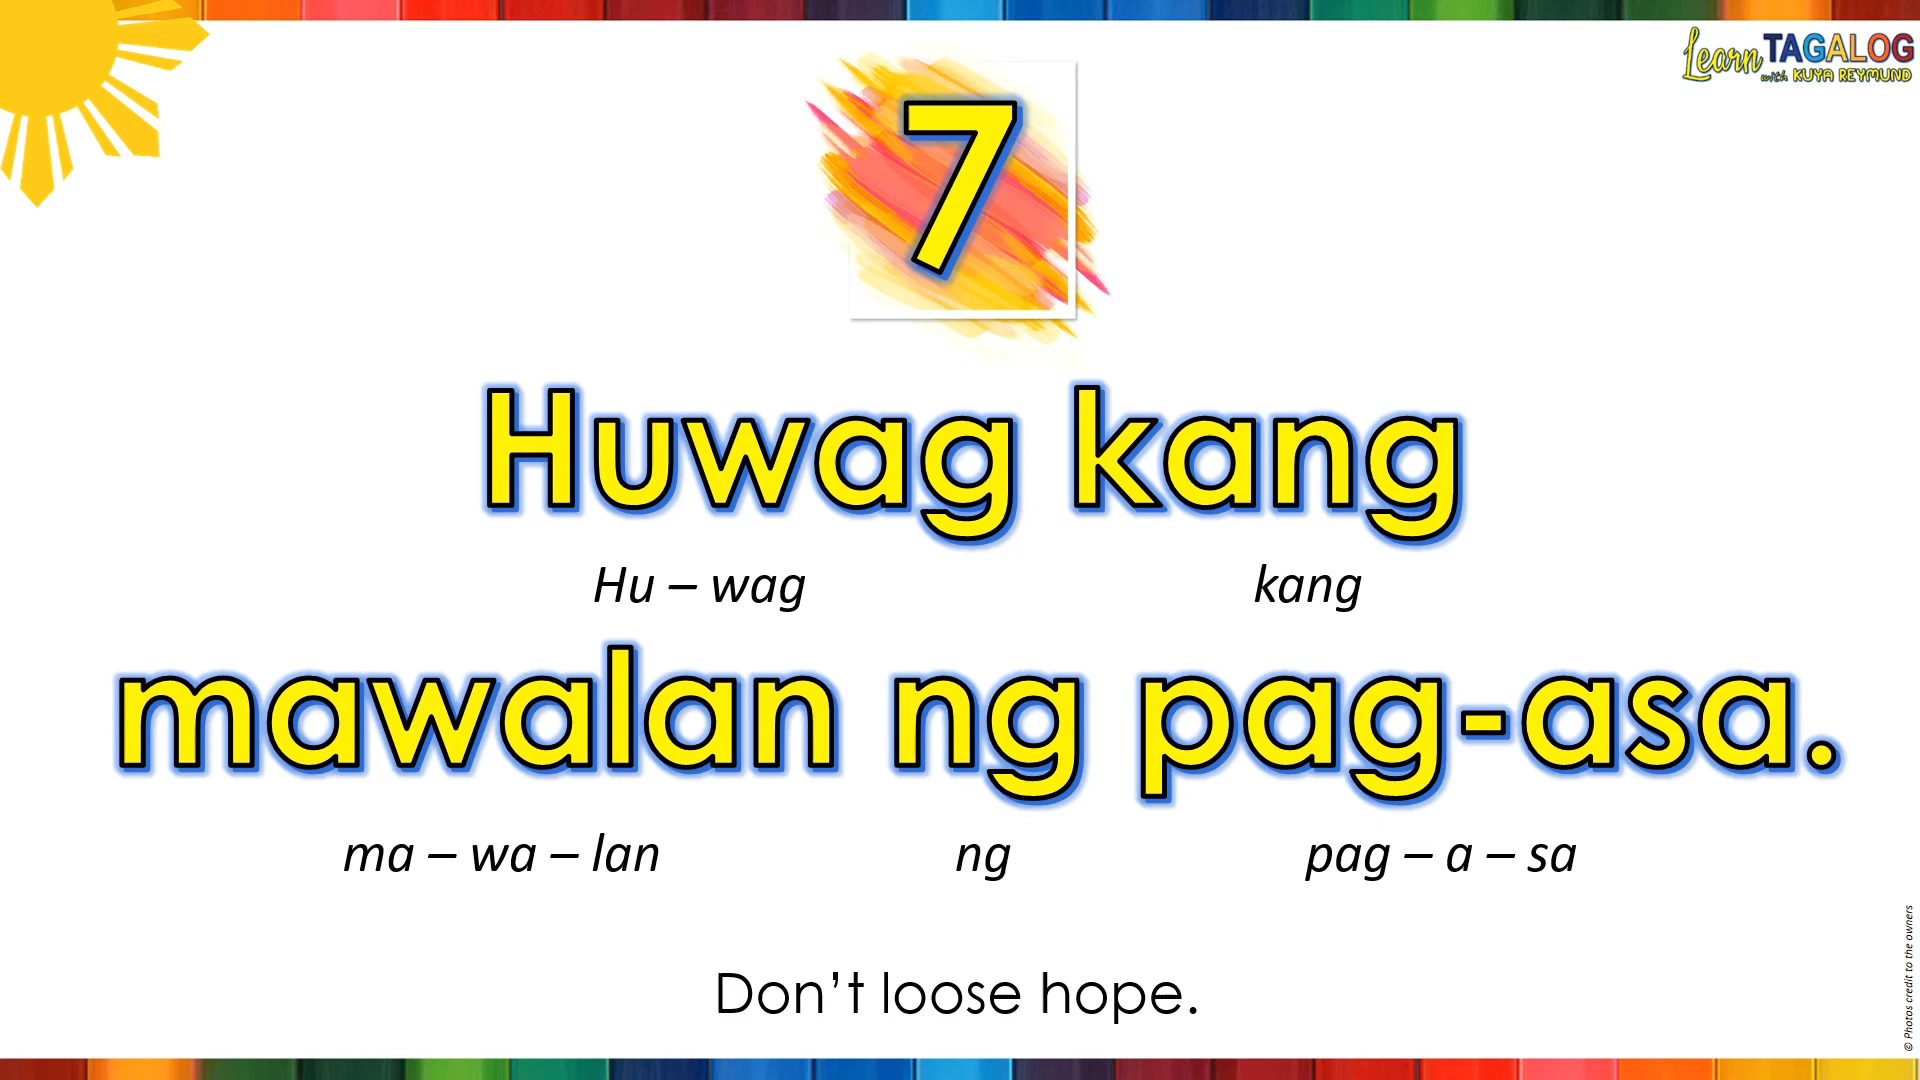 Learn TAGALOG
with KUYA REYMUND
7
Huwag kang
Hu – wag kang
mawalan ng pag-asa.
ma – wa – lan ng pag – a – sa
Don’t loose hope.
© Photos credit to the owners